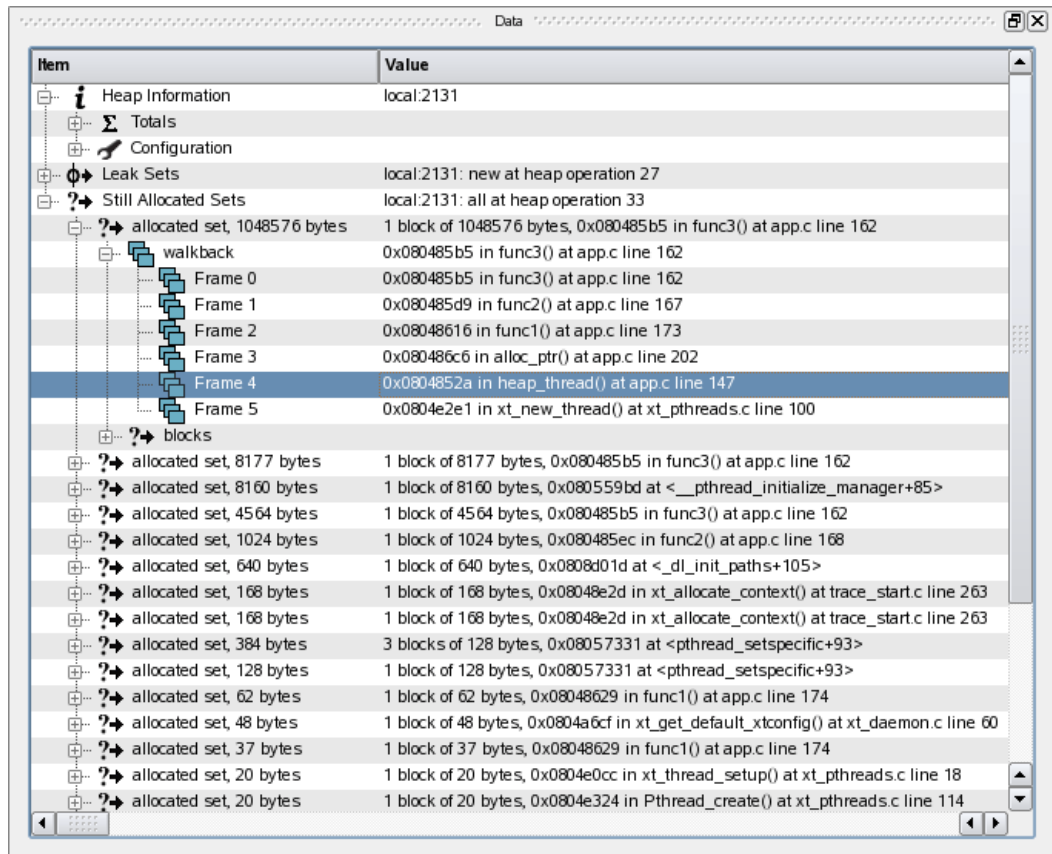 Data
Item Value
Heap Information local:2131
Totals
Configuration
Leak Sets local:2131: new at heap operation 27
Still Allocated Sets local:2131: all at heap operation 33
allocated set, 1048576 bytes 1 block of 1048576 bytes, 0x080485b5 in func3() at app.c line 162
walkback 0x080485b5 in func3() at app.c line 162
Frame 0 0x080485b5 in func3() at app.c line 162
Frame 1 0x080485d9 in func2() at app.c line 167
Frame 2 0x08048616 in func1() at app.c line 173
Frame 3 0x080486c6 in alloc_ptr() at app.c line 202
Frame 4 0x0804852a in heap_thread() at app.c line 147
Frame 5 0x0804e2e1 in xt_new_thread() at xt_pthreads.c line 100
blocks
allocated set, 8177 bytes 1 block of 8177 bytes, 0x080485b5 in func3() at app.c line 162
allocated set, 8160 bytes 1 block of 8160 bytes, 0x080559bd at <__pthread_initialize_manager+85>
allocated set, 4564 bytes 1 block of 4564 bytes, 0x080485b5 in func3() at app.c line 162
allocated set, 1024 bytes 1 block of 1024 bytes, 0x080485ec in func2() at app.c line 168
allocated set, 640 bytes 1 block of 640 bytes, 0x0808d01d at <_dl_init_paths+105>
allocated set, 168 bytes 1 block of 168 bytes, 0x08048e2d in xt_allocate_context() at trace_start.c line 263
allocated set, 168 bytes 1 block of 168 bytes, 0x08048e2d in xt_allocate_context() at trace_start.c line 263
allocated set, 384 bytes 3 blocks of 128 bytes, 0x08057331 at <pthread_setspecific+93>
allocated set, 128 bytes 1 block of 128 bytes, 0x08057331 at <pthread_setspecific+93>
allocated set, 62 bytes 1 block of 62 bytes, 0x08048629 in func1() at app.c line 174
allocated set, 48 bytes 1 block of 48 bytes, 0x0804a6cf in xt_get_default_xtconfig() at xt_daemon.c line 60
allocated set, 37 bytes 1 block of 37 bytes, 0x08048629 in func1() at app.c line 174
allocated set, 20 bytes 1 block of 20 bytes, 0x0804e0cc in xt_thread_setup() at xt_pthreads.c line 18
allocated set, 20 bytes 1 block of 20 bytes, 0x0804e324 in Pthread_create() at xt_pthreads.c line 114